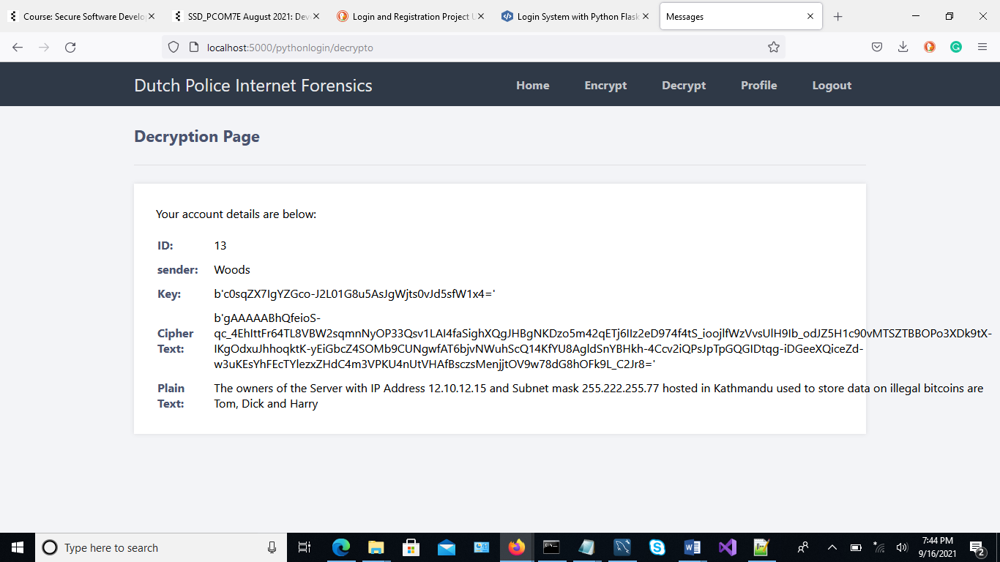 Course: Secure Software Develo
SSD_PCOM7E August 2021: Dev
Login and Registration Project U
Login System with Python Flask
Messages
localhost:5000/pythonlogin/decrypto
Dutch Police Internet Forensics
Home
Encrypt
Decrypt
Profile
Logout
Decryption Page
Your account details are below:
ID: 13
sender: Woods
Key: b'c0sqZX7IgYZGco-J2L01G8u5AsJgWjts0vJd5sfW1x4='
Cipher Text:
b'gAAAAABhQfeioS-
qc_4EhIttFr64TL8VBW2sqmnNyOP33Qsv1LAI4faSighXQgJHBgNKDzo5m42qETj6IIz2eD974f4tS_ioojlfWzVvsUlH9Ib_odJZ5H1c90vMTSZTBBOPo3XDk9tX-
IKgOdxuJhhoqktK-yEiGbcZ4SOMb9CUNgwfAT6bjvNWuhScQ14KfYU8AgldSnYBHkh-4Ccv2iQPsJpTpGQGIDtqg-iDGeeXQiceZd-
w3uKEsYhFEcTYlezxZHdC4m3VPKU4nUtVHAfBsczsMenjjtOV9w78dG8hOFk9L_C2Jr8='
Plain Text:
The owners of the Server with IP Address 12.10.12.15 and Subnet mask 255.222.255.77 hosted in Kathmandu used to store data on illegal bitcoins are
Tom, Dick and Harry
Type here to search
7:44 PM
9/16/2021
2